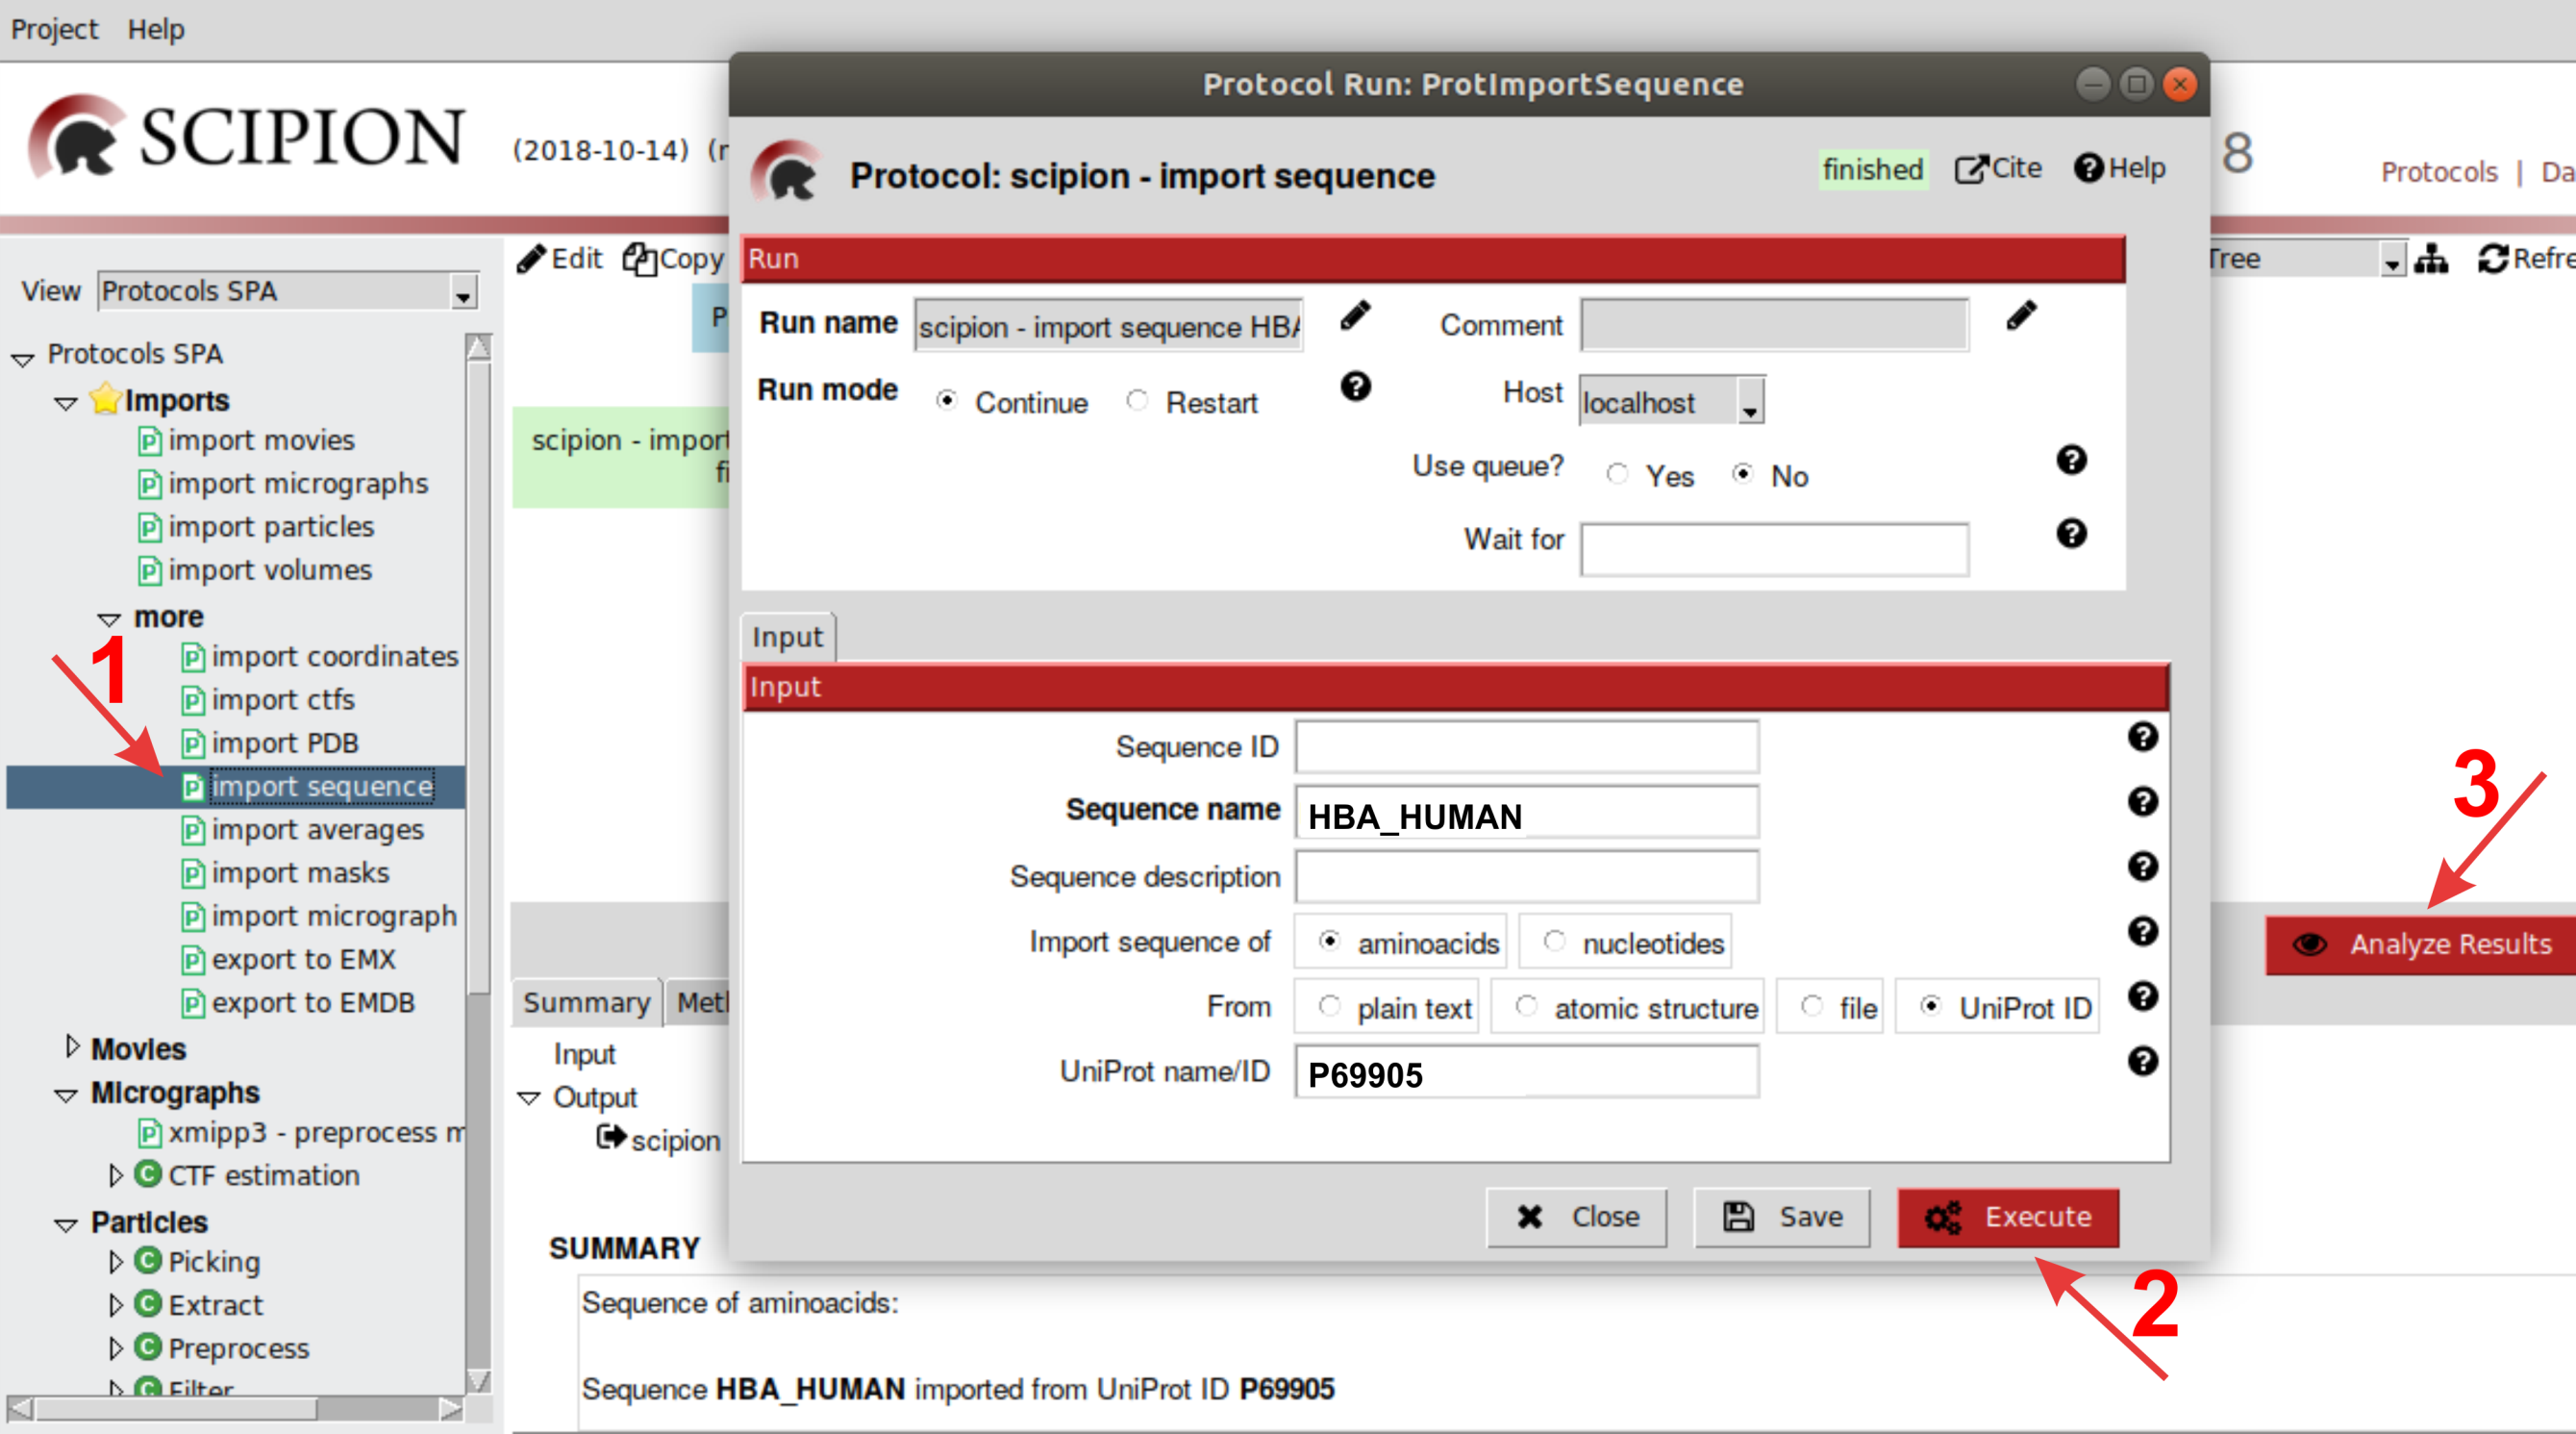 Project Help
SCIPION (2018-10-14)
Protocol Run: ProtImportSequence
Protocol: scipion - import sequence
finished Cite Help
8
Protocols |
Edit Copy
Tree
View Protocols SPA
Protocols SPA
Imports
import movies
import micrographs
import particles
import volumes
more
import coordinates
import ctfs
import PDB
import sequence
import averages
import masks
import micrograph
export to EMX
export to EMDB
Movies
Micrographs
xmipp3 - preprocess
CTF estimation
Particles
Picking
Extract
Preprocess
Filter
1
scipion - import
Run
Run name scipion - import sequence HBA
Comment
Run mode Continue Restart
Host localhost
Use queue? Yes No
Wait for
Input
Input
Sequence ID
Sequence name HBA_HUMAN
Sequence description
Import sequence of aminoacids nucleotides
From plain text atomic structure file UniProt ID
UniProt name/ID P69905
Close Save Execute
2
3
Analyze Results
Summary
Input
Output
scipion
SUMMARY
Sequence of aminoacids:
Sequence HBA_HUMAN imported from UniProt ID P69905